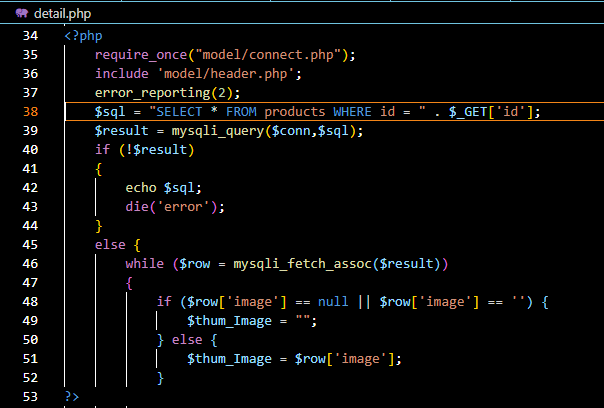 detail.php
34 <?php
35 require_once("model/connect.php");
36 include 'model/header.php';
37 error_reporting(2);
38 $sql = "SELECT * FROM products WHERE id = " . $_GET['id'];
39 $result = mysqli_query($conn,$sql);
40 if (!$result)
41 {
42 echo $sql;
43 die('error');
44 }
45 else {
46 while ($row = mysqli_fetch_assoc($result))
47 {
48 if ($row['image'] == null || $row['image'] == '') {
49 $thum_Image = "";
50 } else {
51 $thum_Image = $row['image'];
52 }
53 ?>